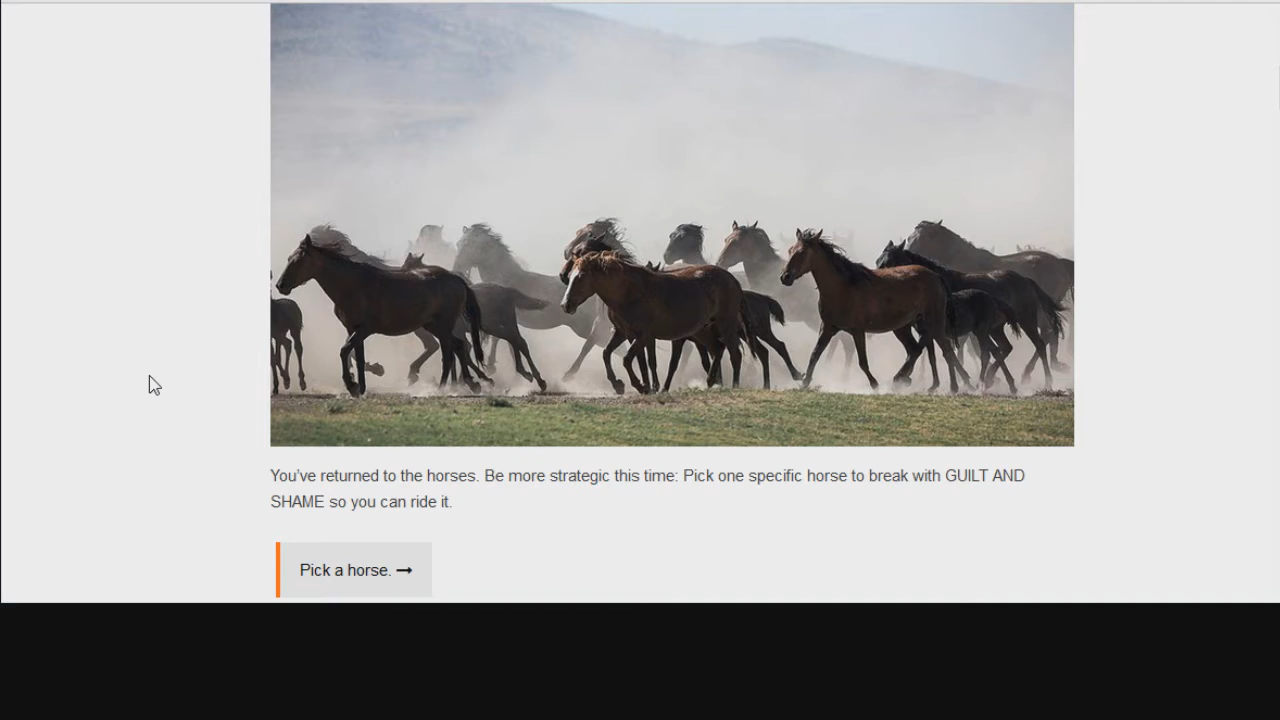 You’ve returned to the horses. Be more strategic this time: Pick one specific horse to break with GUILT AND
SHAME so you can ride it.
Pick a horse. ➞